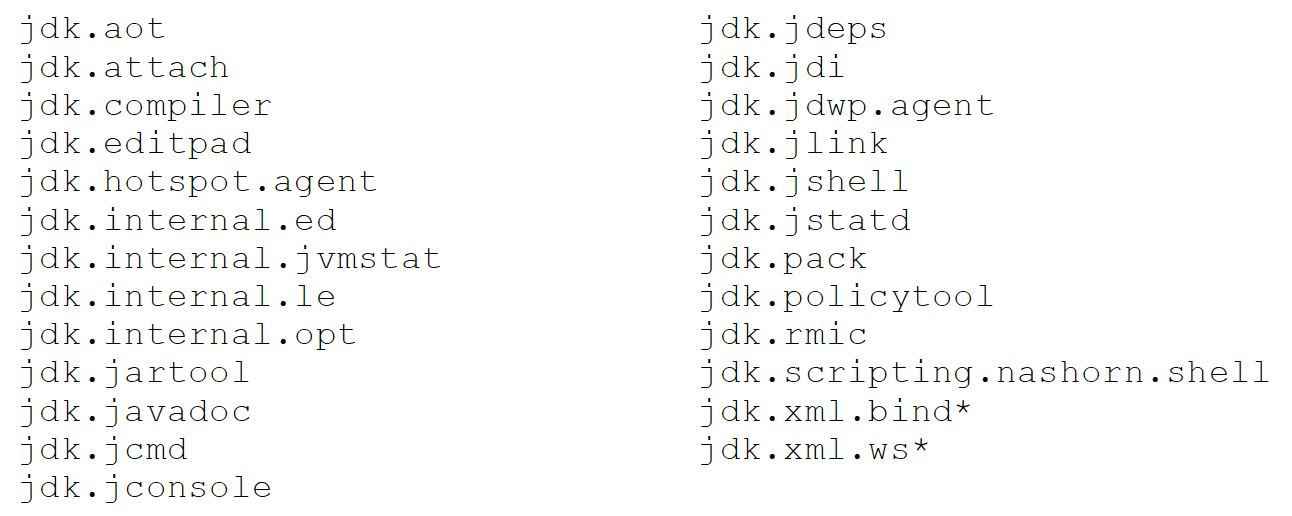 jdk.aot
jdk.attach
jdk.compiler
jdk.editpad
jdk.hotspot.agent
jdk.internal.ed
jdk.internal.jvmstat
jdk.internal.le
jdk.internal.opt
jdk.jartool
jdk.javadoc
jdk.jcmd
jdk.jconsole
jdk.jdeps
jdk.jdi
jdk.jdwp.agent
jdk.jlink
jdk.jshell
jdk.jstatd
jdk.pack
jdk.policytool
jdk.rmic
jdk.scripting.nashorn.shell
jdk.xml.bind*
jdk.xml.ws*